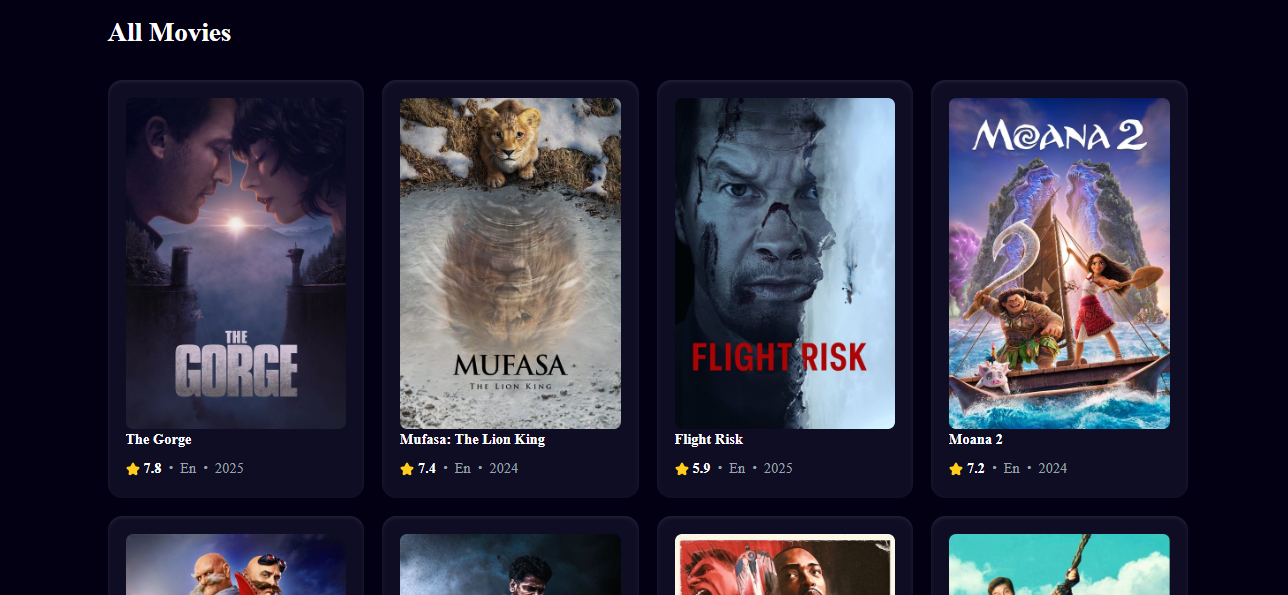 All Movies
THE
GORGE
MUFASA
THE LION KING
FLIGHT RISK
MOANA 2
The Gorge
7.8 • En • 2025
Mufasa: The Lion King
7.4 • En • 2024
Flight Risk
5.9 • En • 2025
Moana 2
7.2 • En • 2024